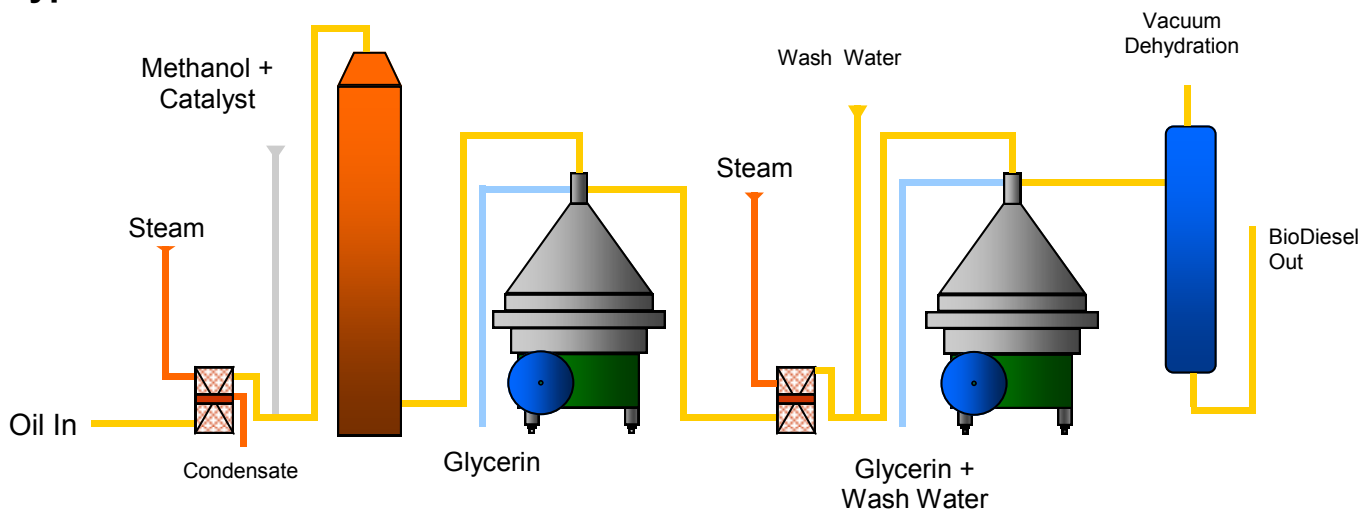 Vacuum
Dehydration
Methanol +
Catalyst
Wash Water
Steam
Steam
BioDiesel
Out
Oil In
Condensate
Glycerin
Glycerin +
Wash Water